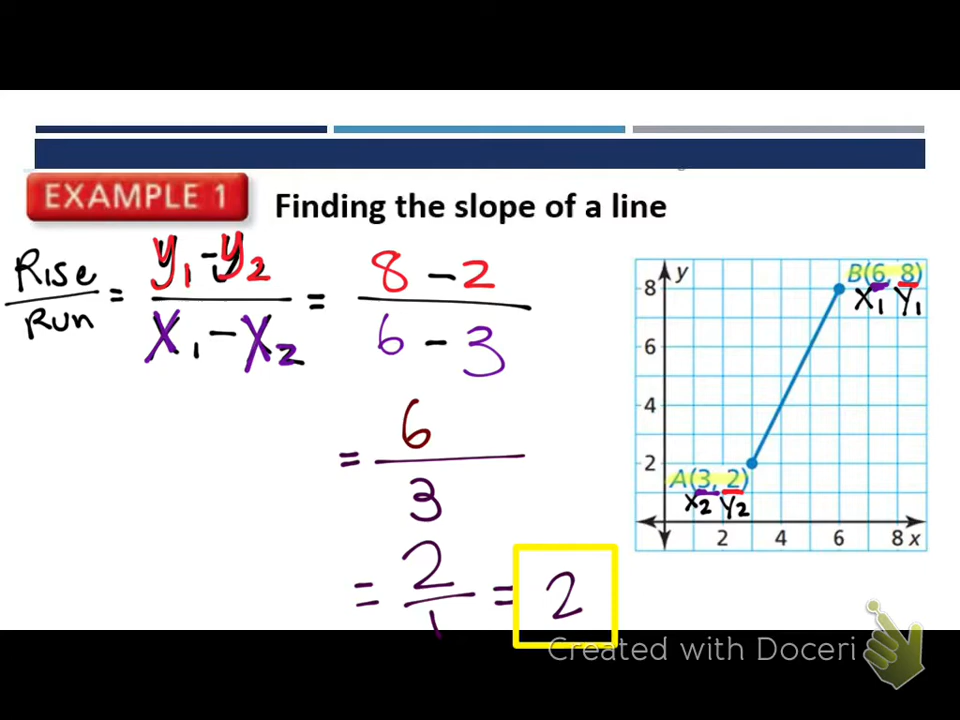 EXAMPLE 1 Finding the slope of a line
Rise/Run = y₁ - y₂/x₁ - x₂ = 8 - 2/6 - 3
= 6/3
= 2/1 = 2
y
8
6
4
2
2 4 6 8 x
B(6, 8)
x₁ y₁
A(3, 2)
x₂ y₂
Created with Doceri